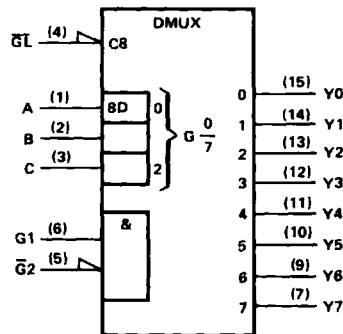 DMUX
G̅L̅ (4) C8
A (1) 8D 0
B (2)
C (3) 2
G 0/7
&
G1 (6)
G̅2 (5)
0 (15) Y0
1 (14) Y1
2 (13) Y2
3 (12) Y3
4 (11) Y4
5 (10) Y5
6 (9) Y6
7 (7) Y7